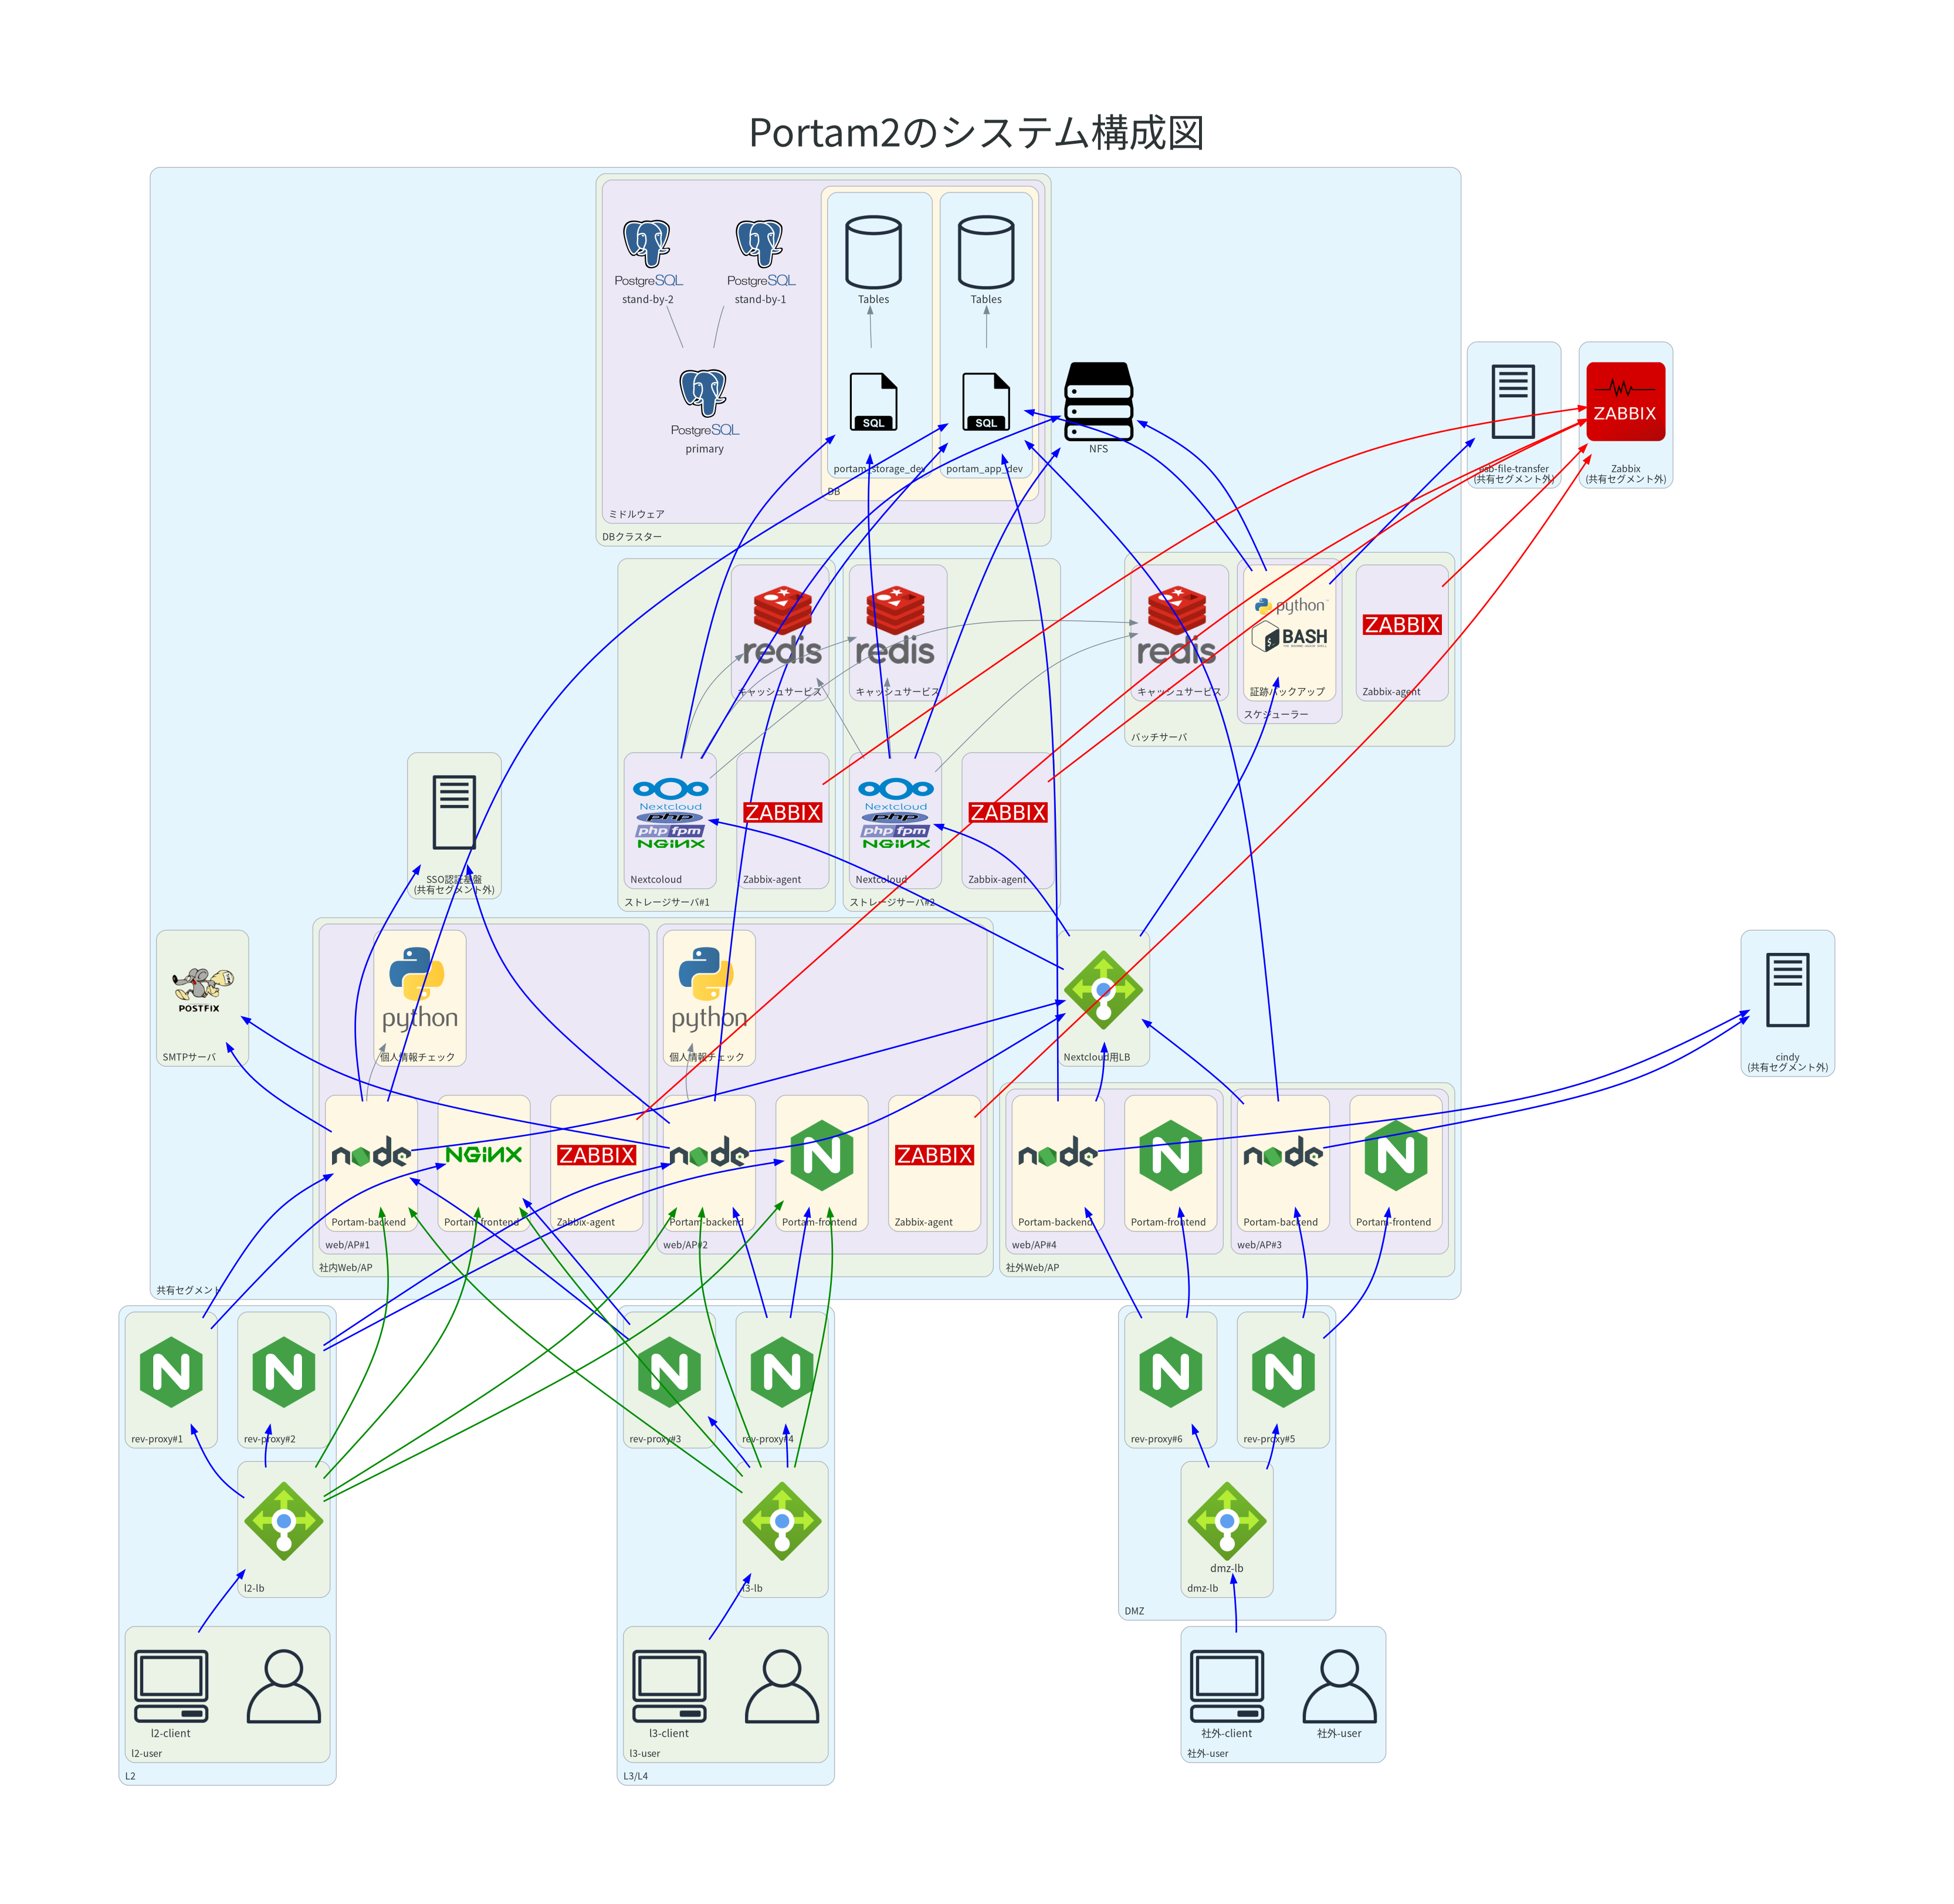 Portam2のシステム構成図
PostgreSQL
stand-by-2
PostgreSQL
stand-by-1
Tables
Tables
PostgreSQL
primary
SQL
portam_storage_dev
SQL
portam_app_dev
DB
ミドルウェア
DBクラスター
NFS
esb-file-transfer
(共有セグメント外)
ZABBIX
Zabbix
(共有セグメント外)
redis
キャッシュサービス
redis
キャッシュサービス
redis
キャッシュサービス
python
$
BASH
THE BOURNE-AGAIN SHELL
証跡バックアップ
スケジューラー
ZABBIX
Zabbix-agent
バッチサーバ
SSO認証基盤
(共有セグメント外)
Nextcloud
php
php fpm
NGINX
Nextcoloud
ZABBIX
Zabbix-agent
ストレージサーバ#1
Nextcloud
php
php fpm
NGINX
Nextcoloud
ZABBIX
Zabbix-agent
ストレージサーバ#2
POSTFIX
SMTPサーバ
python
個人情報チェック
python
個人情報チェック
Nextcloud用LB
cindy
(共有セグメント外)
node
Portam-backend
NGINX
Portam-frontend
ZABBIX
Zabbix-agent
web/AP#1
node
Portam-backend
N
Portam-frontend
ZABBIX
Zabbix-agent
web/AP#2
社内Web/AP
node
Portam-backend
N
Portam-frontend
web/AP#4
node
Portam-backend
N
Portam-frontend
web/AP#3
社外Web/AP
共有セグメント
N
rev-proxy#1
N
rev-proxy#2
N
rev-proxy#3
N
rev-proxy#4
N
rev-proxy#6
N
rev-proxy#5
l2-lb
l3-lb
dmz-lb
dmz-lb
DMZ
l2-client
l2-user
L2
l3-client
l3-user
L3/L4
社外-client
社外-user
社外-user